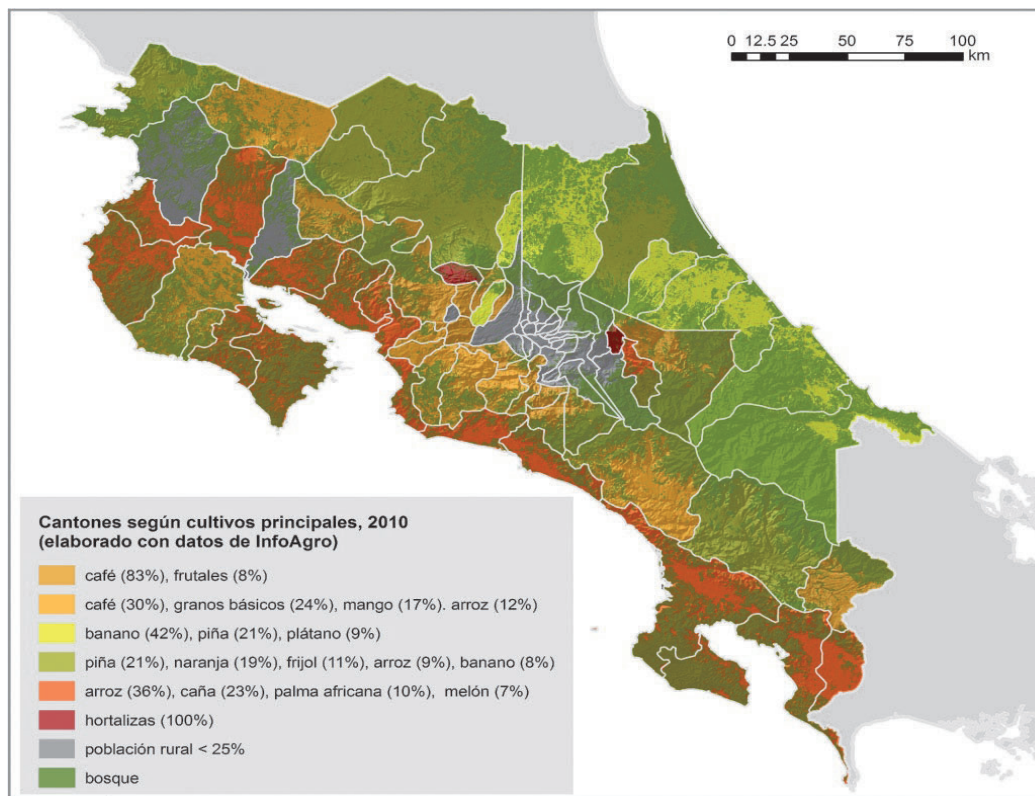 0 12.5 25 50 75 100
km
Cantones según cultivos principales, 2010
(elaborado con datos de InfoAgro)
café (83%), frutales (8%)
café (30%), granos básicos (24%), mango (17%). arroz (12%)
banano (42%), piña (21%), plátano (9%)
piña (21%), naranja (19%), frijol (11%), arroz (9%), banano (8%)
arroz (36%), caña (23%), palma africana (10%), melón (7%)
hortalizas (100%)
población rural < 25%
bosque